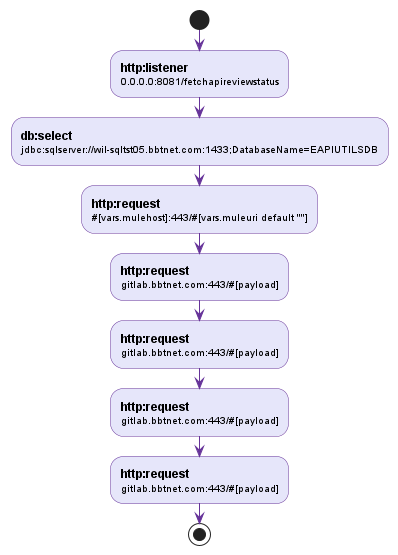 http:listener
0.0.0.0:8081/fetchapireviewstatus
db:select
jdbc:sqlserver://wil-sqltst05.bbtnet.com:1433;DatabaseName=EAPIUTILSDB
http:request
#[vars.mulehost]:443/#[vars.muleuri default ""]
http:request
gitlab.bbtnet.com:443/#[payload]
http:request
gitlab.bbtnet.com:443/#[payload]
http:request
gitlab.bbtnet.com:443/#[payload]
http:request
gitlab.bbtnet.com:443/#[payload]